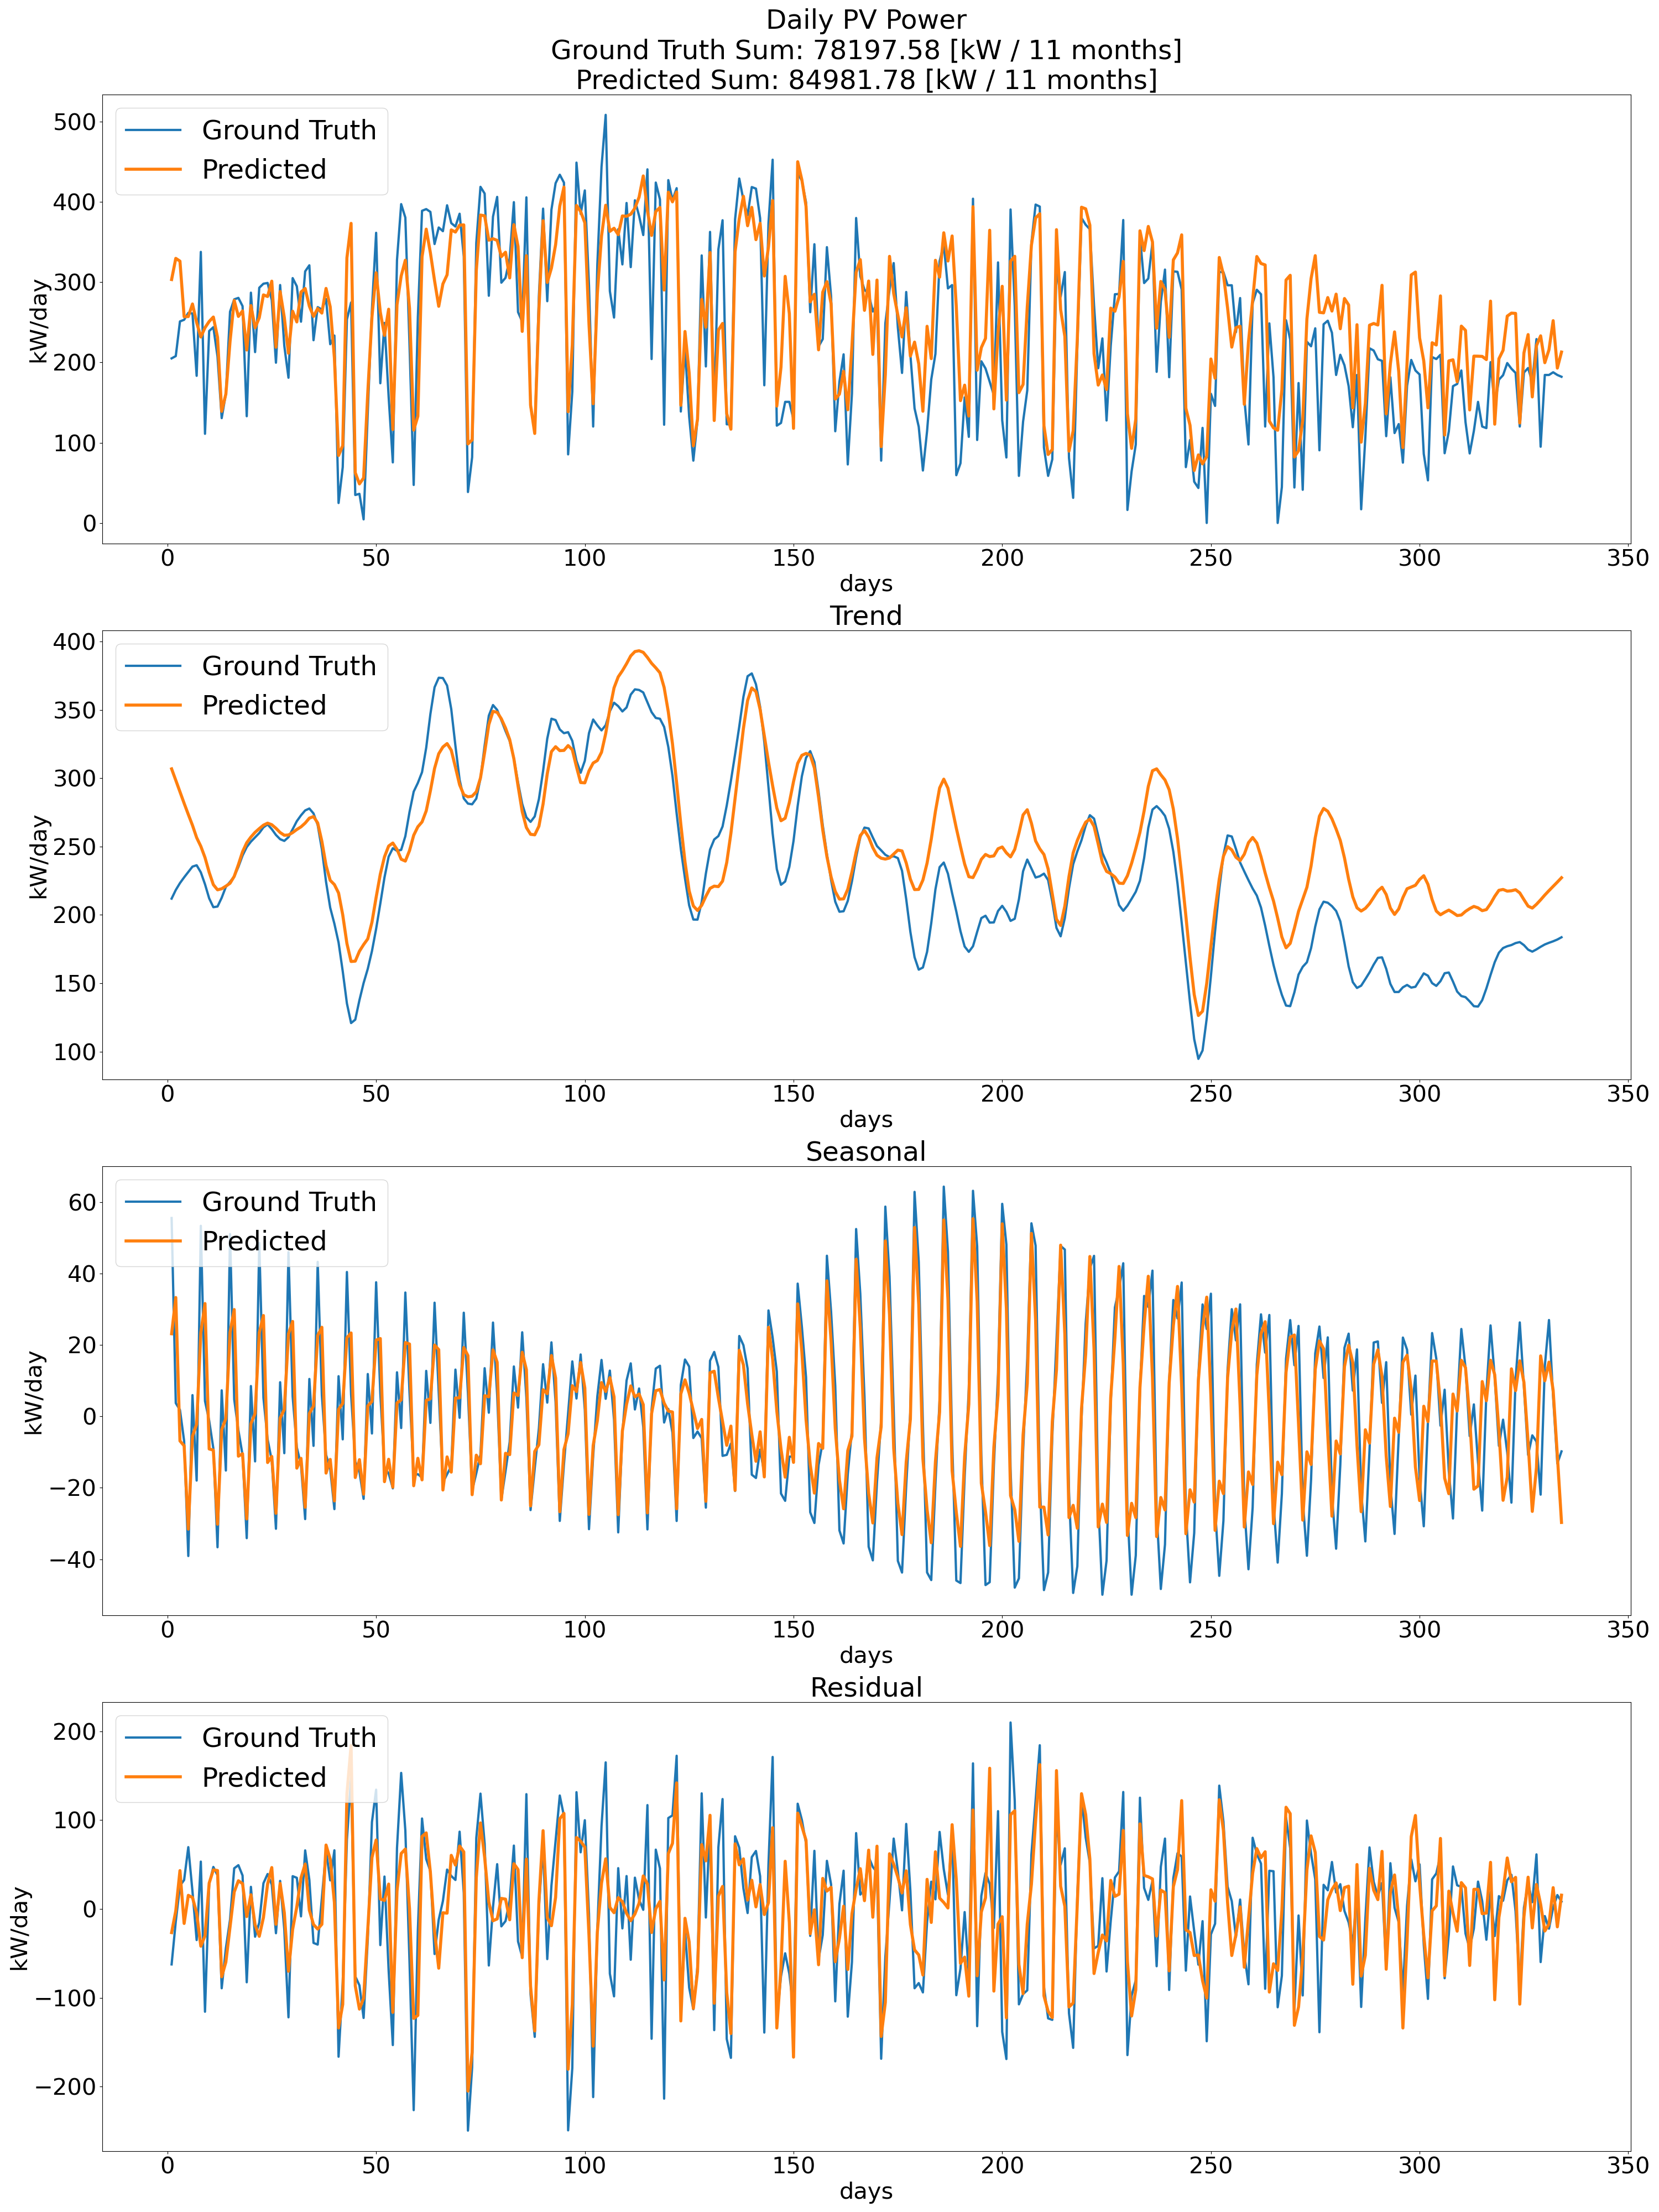 Daily PV Power
Ground Truth Sum: 78197.58 [kW / 11 months]
Predicted Sum: 84981.78 [kW / 11 months]
Ground Truth
Predicted
500
400
300
200
100
0
kW/day
0 50 100 150 200 250 300 350
days
Trend
Ground Truth
Predicted
400
350
300
250
200
150
100
kW/day
0 50 100 150 200 250 300 350
days
Seasonal
Ground Truth
Predicted
60
40
20
0
−20
−40
kW/day
0 50 100 150 200 250 300 350
days
Residual
Ground Truth
Predicted
200
100
0
−100
−200
kW/day
0 50 100 150 200 250 300 350
days